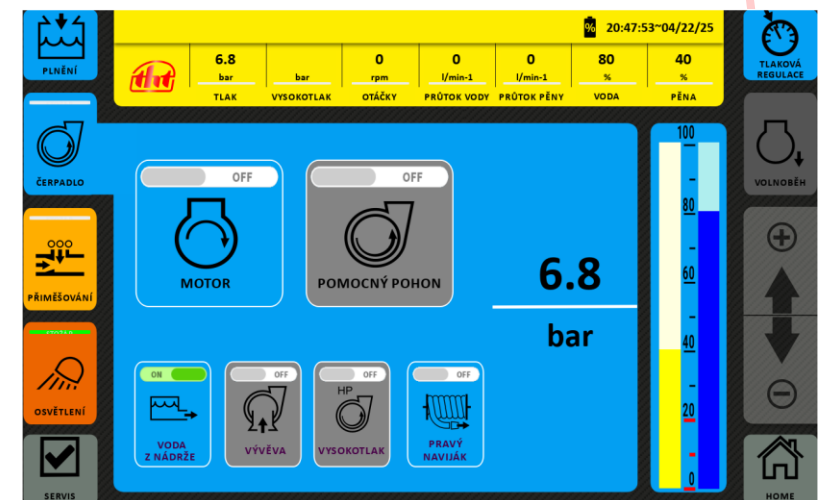 % 20:47:53~04/22/25
PLNĚNÍ
tht
6.8 0 0 0 80 40
bar bar rpm l/min-1 l/min-1 % %
TLAK VYSOKOTLAK OTÁČKY PRŮTOK VODY PRŮTOK PĚNY VODA PĚNA
TLAKOVÁ
REGULACE
ČERPADLO
OFF
MOTOR
OFF
POMOCNÝ POHON
6.8
bar
100
80
60
40
20
0
VOLNOBĚH
PŘIMĚŠOVÁNÍ
OSVĚTLENÍ
ON
VODA
Z NÁDRŽE
OFF
VÝVĚVA
OFF
HP
VYSOKOTLAK
OFF
PRAVÝ
NAVIJÁK
SERVIS
HOME